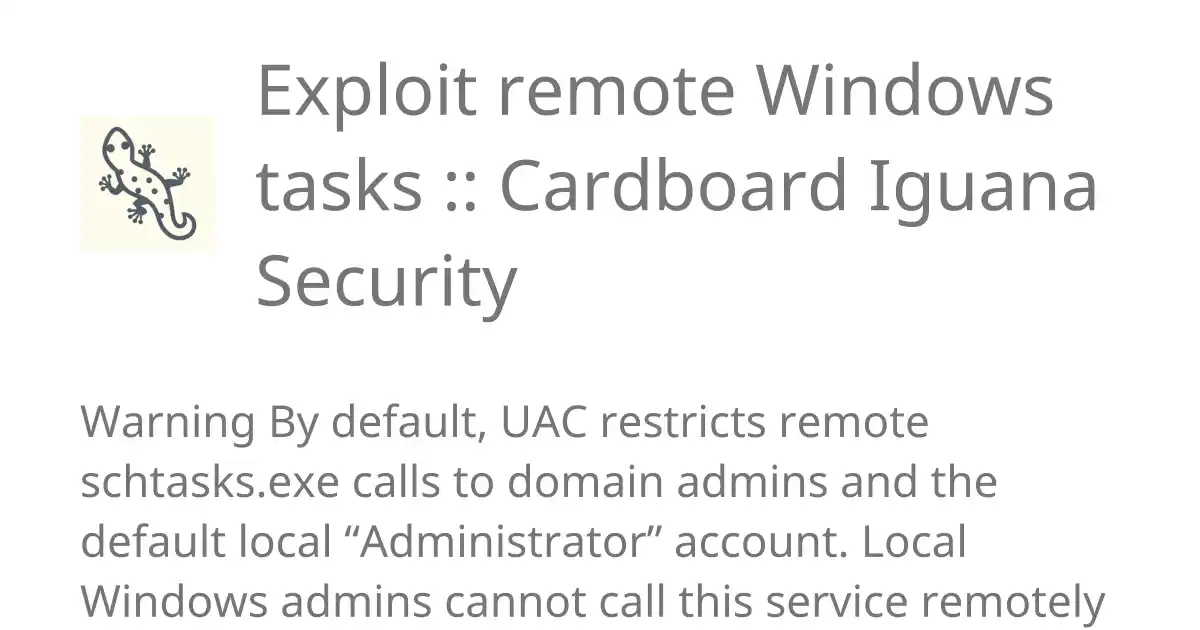 Exploit remote Windows
tasks :: Cardboard Iguana
Security
Warning By default, UAC restricts remote
schtasks.exe calls to domain admins and the
default local “Administrator” account. Local
Windows admins cannot call this service remotely